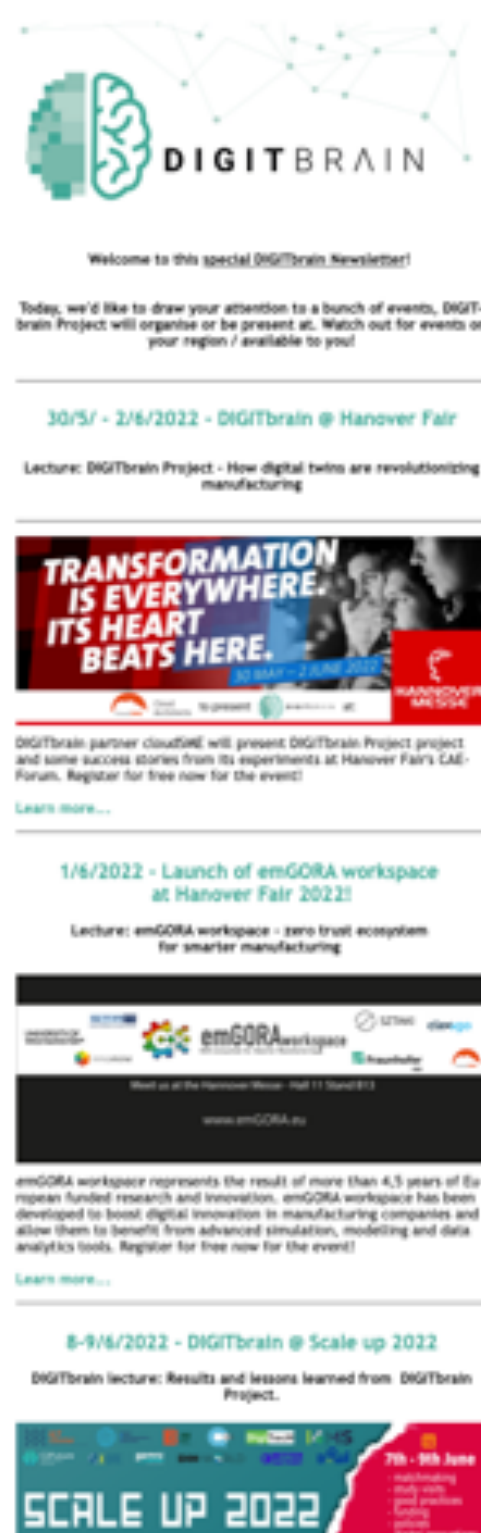 DIGITBRAIN
Welcome to this special DIGITbrain Newsletter!
Today, we'd like to draw your attention to a bunch of events, DIGIT-
brain Project will organise or be present at. Watch out for events on
your region / available to you!
30/5/ - 2/6/2022 - DIGITbrain @ Hanover Fair
Lecture: DIGITbrain Project - How digital twins are revolutionizing
manufacturing
TRANSFORMATION
IS EVERYWHERE.
ITS HEART
BEATS HERE.
30 MAY – 2 JUNE 2022
HANNOVER
MESSE
to present
at:
DIGITbrain partner cloudSME will present DIGITbrain Project project
and some success stories from its experiments at Hanover Fair's CAE-
Forum. Register for free now for the event!
Learn more...
1/6/2022 - Launch of emGORA workspace
at Hanover Fair 2022!
Lecture: emGORA workspace - zero trust ecosystem
for smarter manufacturing
emGORAworkspace
SZTAKI
clesgo
Fraunhofer
Meet us at the Hannover Messe - Hall 11 Stand B13
www.emGORA.eu
emGORA workspace represents the result of more than 4,5 years of Eu-
ropean funded research and innovation. emGORA workspace has been
developed to boost digital innovation in manufacturing companies and
allow them to benefit from advanced simulation, modelling and data
analytics tools. Register for free now for the event!
Learn more...
8-9/6/2022 - DIGITbrain @ Scale up 2022
DIGITbrain lecture: Results and lessons learned from DIGITbrain
Project.
SCALE UP 2022
7th - 9th June
- matchmaking
- study visits
- good practices
- funding
- policies